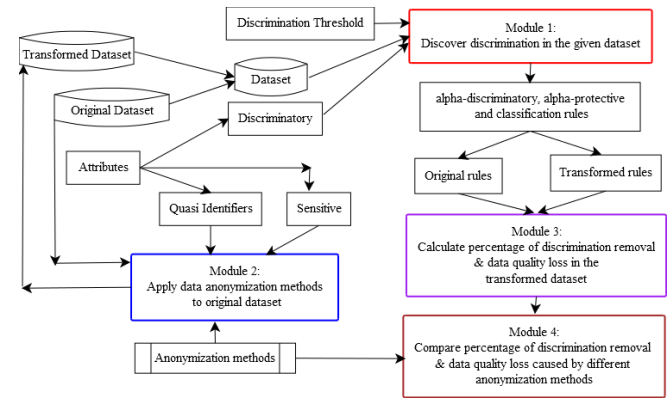 Discrimination Threshold
Module 1:
Discover discrimination in the given dataset
Transformed Dataset
Dataset
Original Dataset
Discriminatory
alpha-discriminatory, alpha-protective
and classification rules
Attributes
Original rules
Transformed rules
Quasi Identifiers
Sensitive
Module 3:
Calculate percentage of discrimination removal
& data quality loss in the
transformed dataset
Module 2:
Apply data anonymization methods
to original dataset
Module 4:
Compare percentage of discrimination removal
& data quality loss caused by different
anonymization methods
Anonymization methods